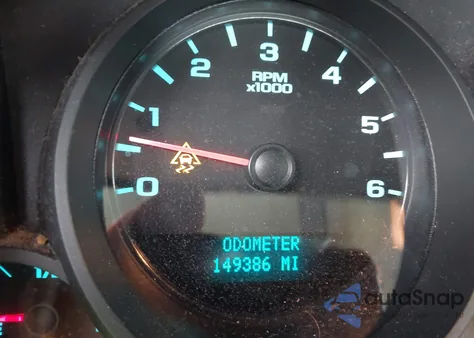 3
2
4
RPM
x1000
1
5
0
6
ODOMETER
149386 MI
autoSnap